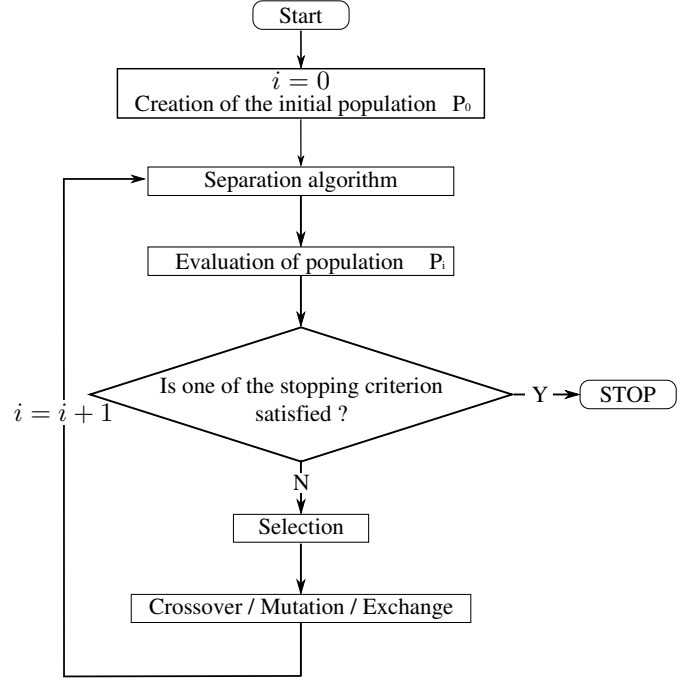 Start
i = 0
Creation of the initial population P₀
Separation algorithm
Evaluation of population Pᵢ
Is one of the stopping criterion
satisfied ?
Y
STOP
i = i + 1
N
Selection
Crossover / Mutation / Exchange